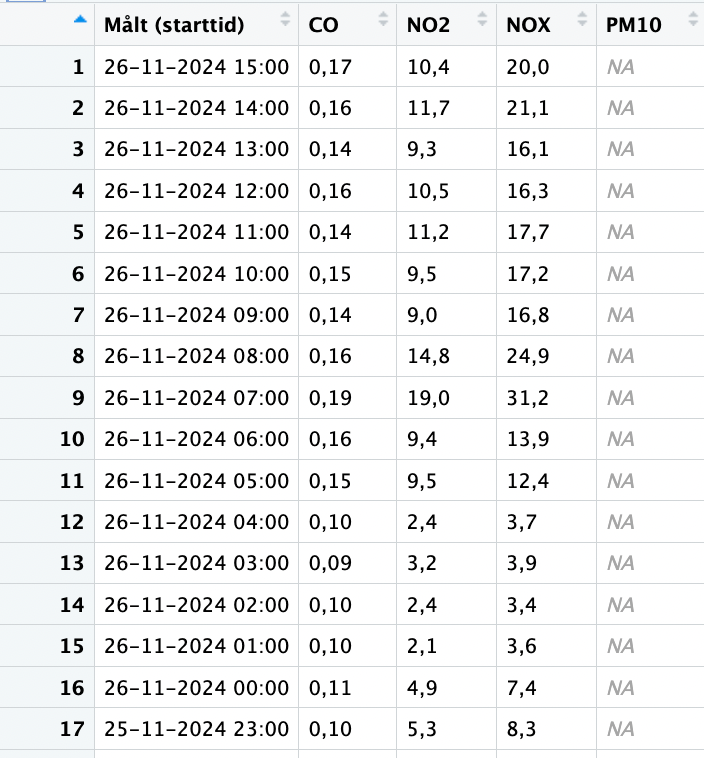 Målt (starttid) CO NO2 NOX PM10
1 26-11-2024 15:00 0,17 10,4 20,0 NA
2 26-11-2024 14:00 0,16 11,7 21,1 NA
3 26-11-2024 13:00 0,14 9,3 16,1 NA
4 26-11-2024 12:00 0,16 10,5 16,3 NA
5 26-11-2024 11:00 0,14 11,2 17,7 NA
6 26-11-2024 10:00 0,15 9,5 17,2 NA
7 26-11-2024 09:00 0,14 9,0 16,8 NA
8 26-11-2024 08:00 0,16 14,8 24,9 NA
9 26-11-2024 07:00 0,19 19,0 31,2 NA
10 26-11-2024 06:00 0,16 9,4 13,9 NA
11 26-11-2024 05:00 0,15 9,5 12,4 NA
12 26-11-2024 04:00 0,10 2,4 3,7 NA
13 26-11-2024 03:00 0,09 3,2 3,9 NA
14 26-11-2024 02:00 0,10 2,4 3,4 NA
15 26-11-2024 01:00 0,10 2,1 3,6 NA
16 26-11-2024 00:00 0,11 4,9 7,4 NA
17 25-11-2024 23:00 0,10 5,3 8,3 NA